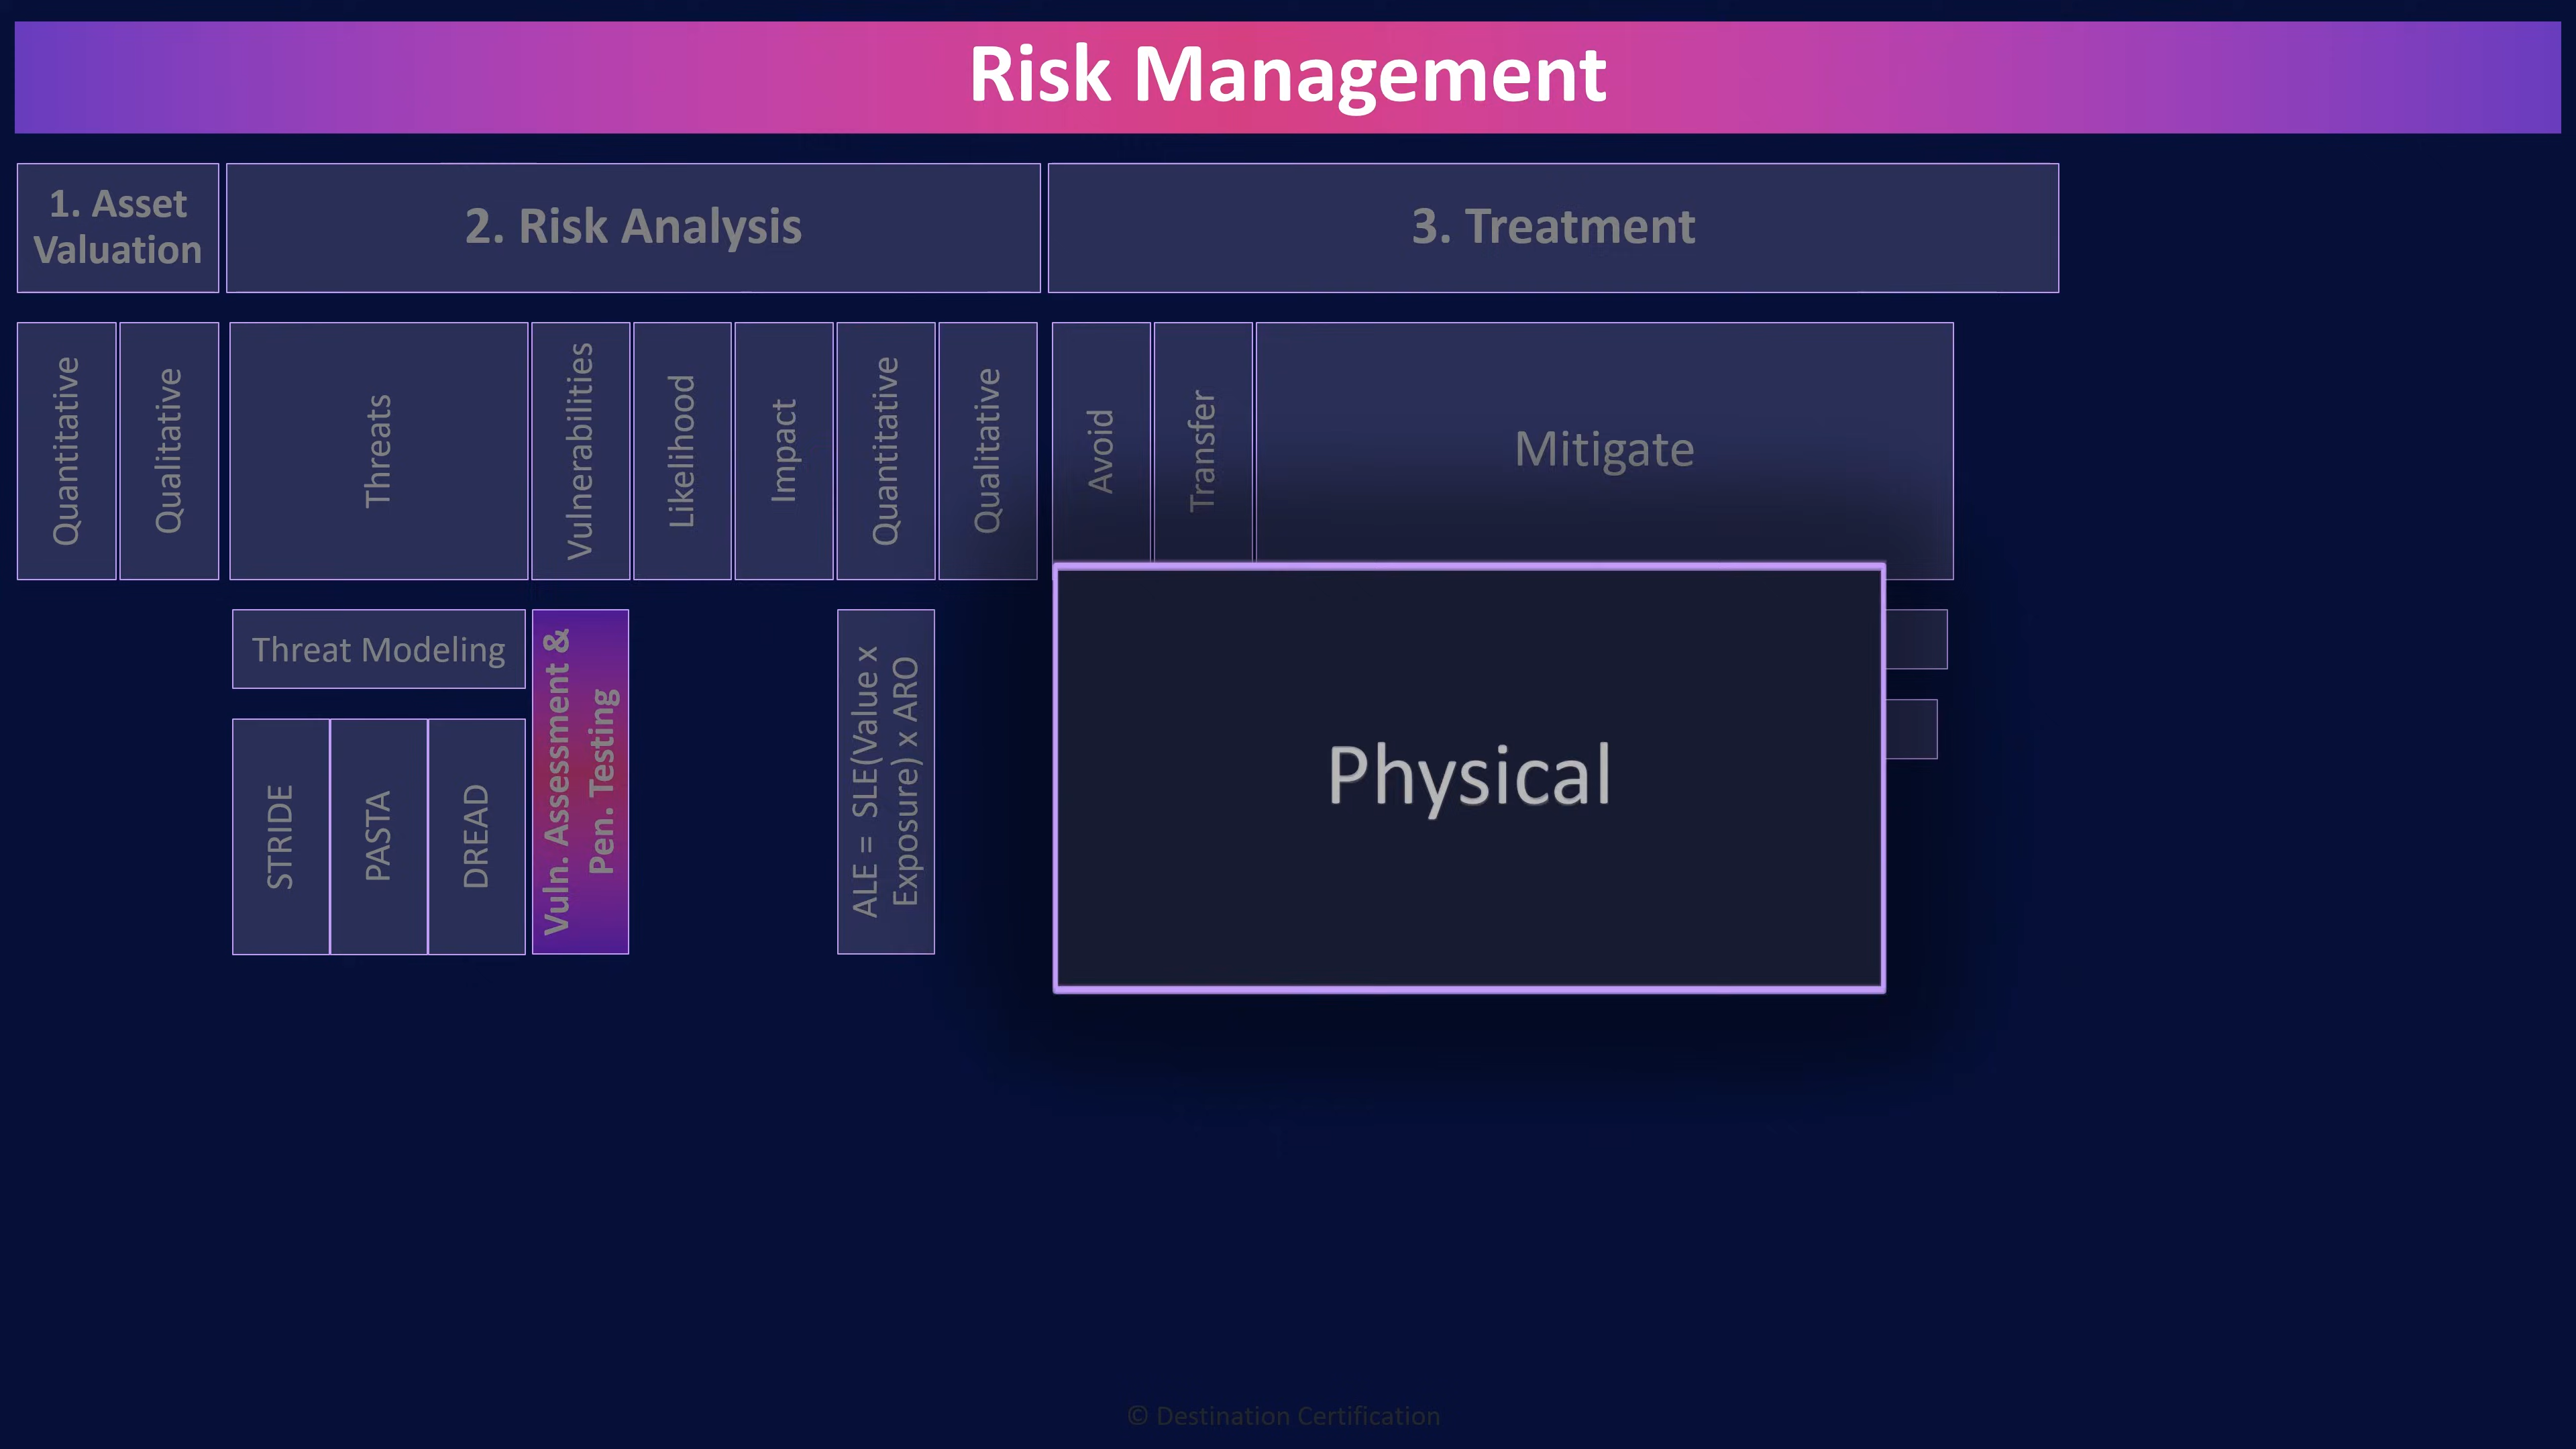 Risk Management
1. Asset
Valuation
2. Risk Analysis
3. Treatment
Quantitative
Qualitative
Threats
Vulnerabilities
Likelihood
Impact
Quantitative
Qualitative
Avoid
Transfer
Mitigate
Threat Modeling
STRIDE
PASTA
DREAD
Vuln. Assessment &
Pen. Testing
ALE = SLE(Value x
Exposure) x ARO
Physical
© Destination Certification